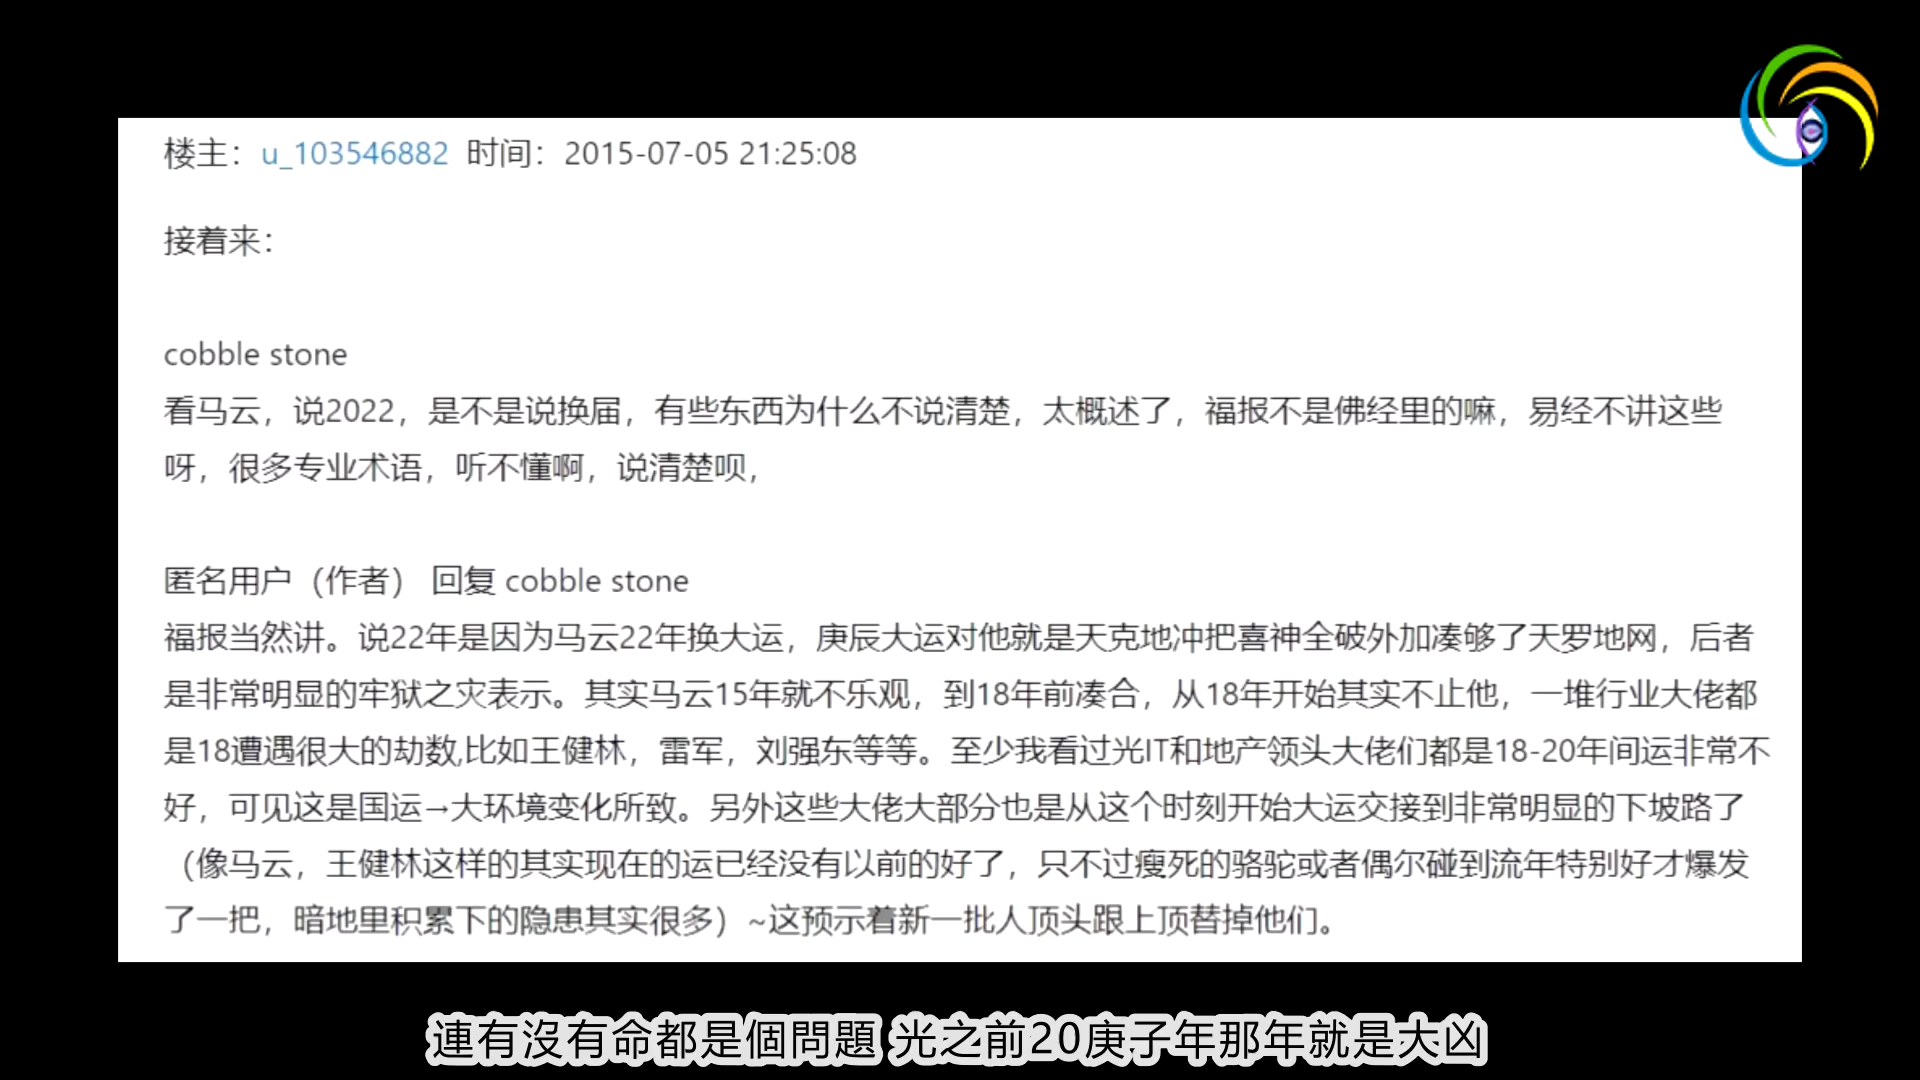 楼主：u_103546882 时间：2015-07-05 21:25:08
接着来：
cobble stone
看马云，说2022，是不是说换届，有些东西为什么不说清楚，太概述了，福报不是佛经里的嘛，易经不讲这些
呀，很多专业术语，听不懂啊，说清楚呗，
匿名用户（作者） 回复 cobble stone
福报当然讲。说22年是因为马云22年换大运，庚辰大运对他就是天克地冲把喜神全破外加凑够了天罗地网，后者
是非常明显的牢狱之灾表示。其实马云15年就不乐观，到18年前凑合，从18年开始其实不止他，一堆行业大佬都
是18遭遇很大的劫数,比如王健林，雷军，刘强东等等。至少我看过光IT和地产领头大佬们都是18-20年间运非常不
好，可见这是国运→大环境变化所致。另外这些大佬大部分也是从这个时刻开始大运交接到非常明显的下坡路了
（像马云，王健林这样的其实现在的运已经没有以前的好了，只不过瘦死的骆驼或者偶尔碰到流年特别好才爆发
了一把，暗地里积累下的隐患其实很多）~这预示着新一批人顶头跟上顶替掉他们。
連有沒有命都是個問題 光之前20庚子年那年就是大凶